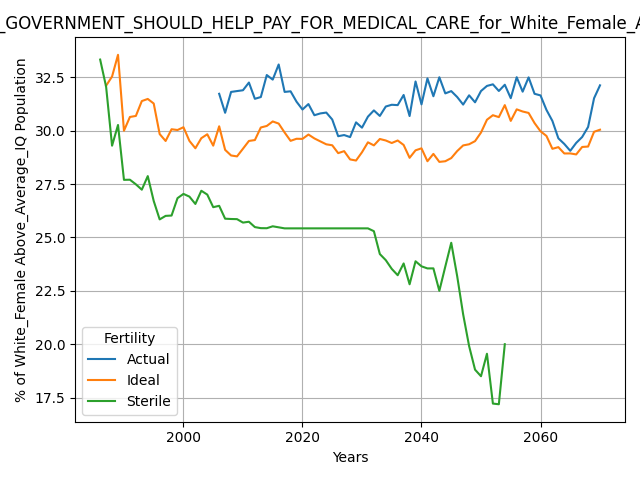 _GOVERNMENT_SHOULD_HELP_PAY_FOR_MEDICAL_CARE_for_White_Female_A
% of White_Female Above_Average_IQ Population
32.5
30.0
27.5
25.0
22.5
20.0
17.5
Fertility
Actual
Ideal
Sterile
2000
2020
2040
2060
Years